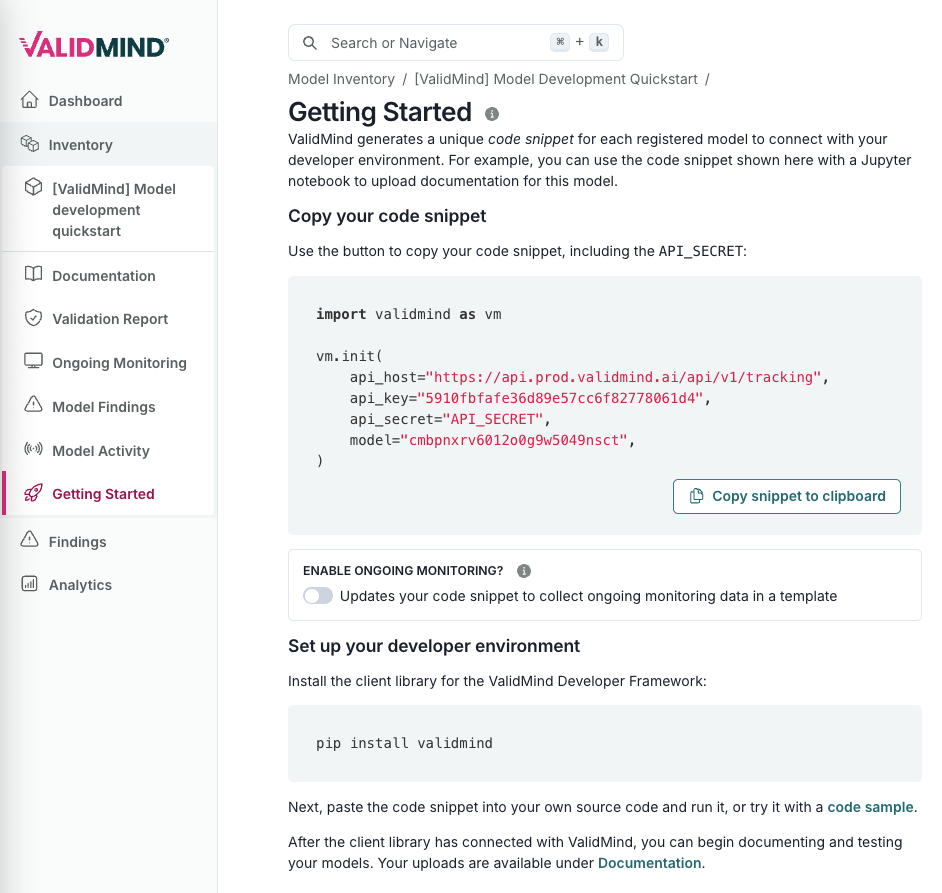 VALIDMIND®
Dashboard
Inventory
[ValidMind] Model
development
quickstart
Documentation
Validation Report
Ongoing Monitoring
Model Findings
Model Activity
Getting Started
Findings
Analytics
Search or Navigate ⌘ + k
Model Inventory / [ValidMind] Model Development Quickstart /
Getting Started
ValidMind generates a unique code snippet for each registered model to connect with your
developer environment. For example, you can use the code snippet shown here with a Jupyter
notebook to upload documentation for this model.
Copy your code snippet
Use the button to copy your code snippet, including the API_SECRET:
import validmind as vm
vm.init(
    api_host="https://api.prod.validmind.ai/api/v1/tracking",
    api_key="5910fbfafe36d89e57cc6f82778061d4",
    api_secret="API_SECRET",
    model="cmbpnxrv6012o0g9w5049nsct",
)
Copy snippet to clipboard
ENABLE ONGOING MONITORING?
Updates your code snippet to collect ongoing monitoring data in a template
Set up your developer environment
Install the client library for the ValidMind Developer Framework:
pip install validmind
Next, paste the code snippet into your own source code and run it, or try it with a code sample.
After the client library has connected with ValidMind, you can begin documenting and testing
your models. Your uploads are available under Documentation.